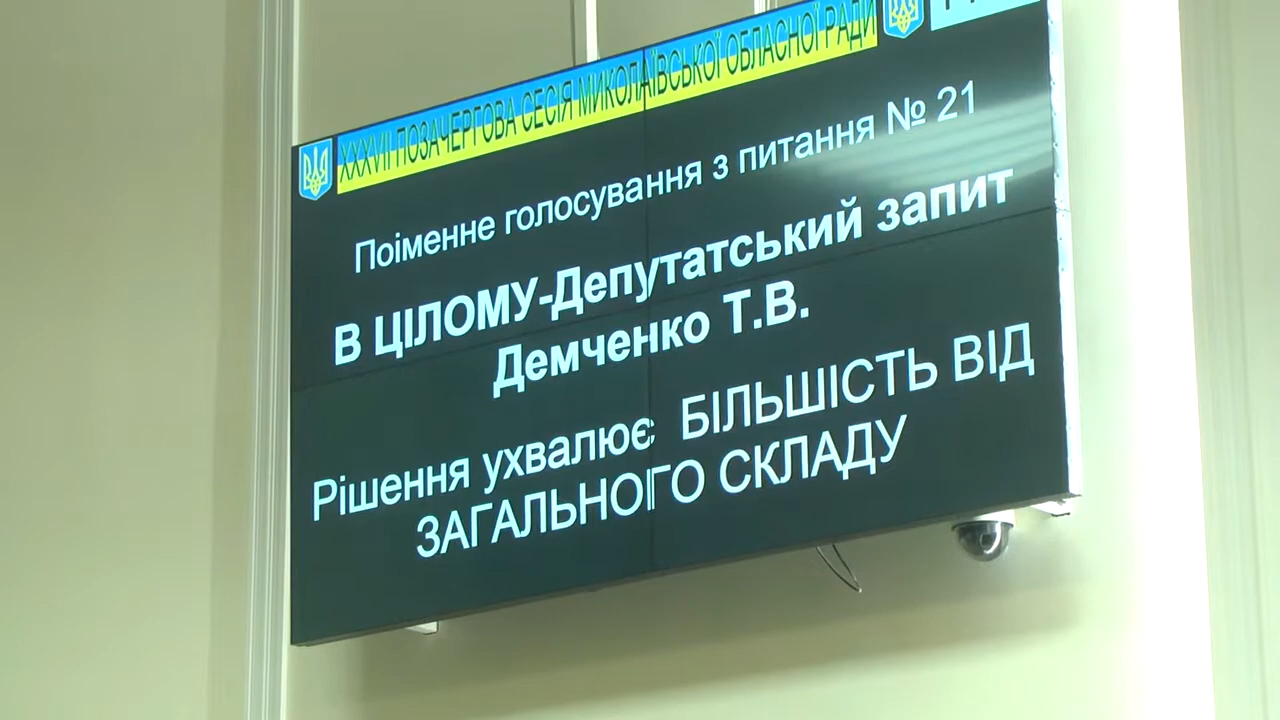 XXXVII ПОЗАЧЕРГОВА СЕСІЯ МИКОЛАЇВСЬКОЇ ОБЛАСНОЇ РАДИ
Поіменне голосування з питання № 21
В ЦІЛОМУ-Депутатський запит
Демченко Т.В.
Рішення ухвалює БІЛЬШІСТЬ ВІД
ЗАГАЛЬНОГО СКЛАДУ